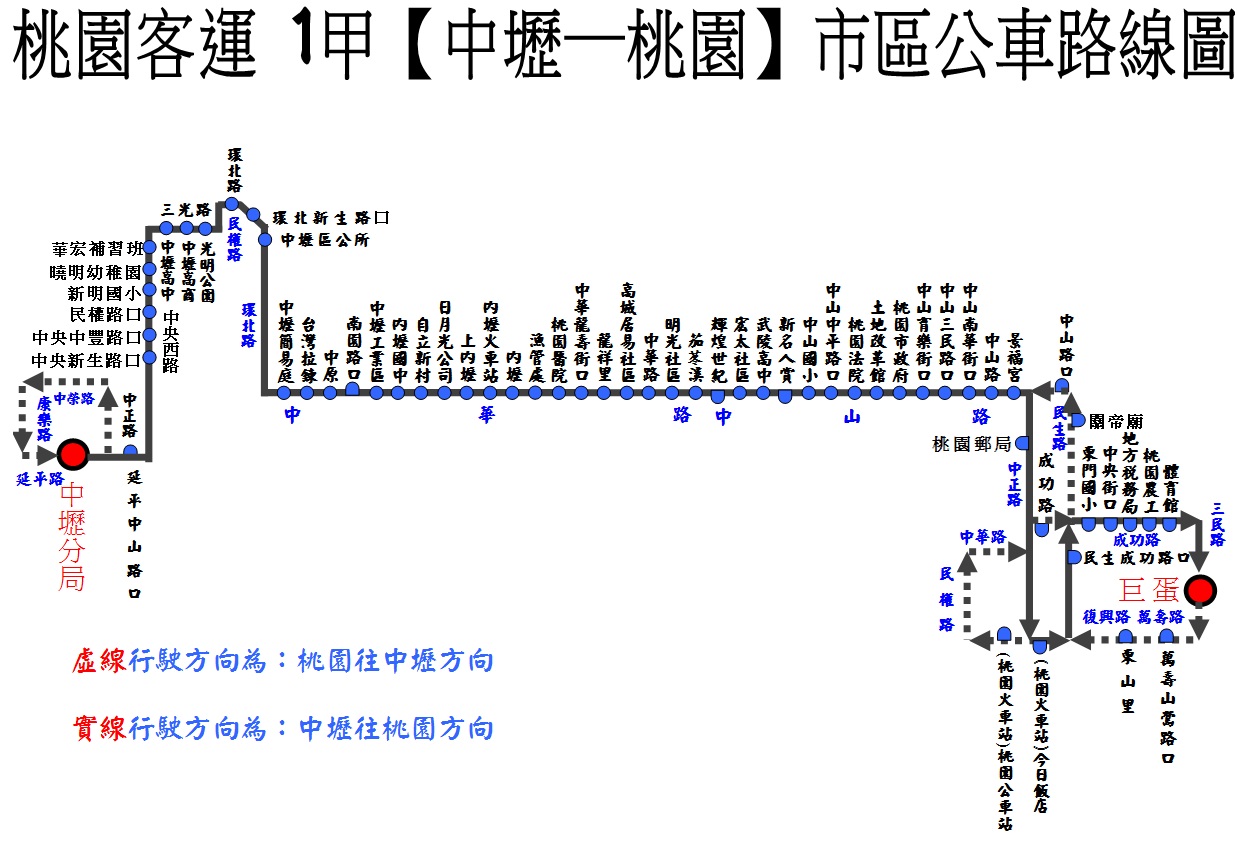 桃園客運 1甲【中壢—桃園】市區公車路線圖
環北路
三光路
環北新生路口
中壢區公所
民權路
華宏補習班
曉明幼稚園
新明國小
民權路口
中央中豐路口
中央新生路口
中壢高中
中壢高商
光明公園
中央西路
環北路
中榮路
康樂路
延平路
中正路
中壢分局
延平中山路口
中壢簡易庭
台灣拉鍊
中原
南園路口
中壢工業區
內壢國中
自立新村
日月光公司
上內壢
內壢火車站
內壢
漁管處
桃園醫院
中華龍壽街口
龍祥里
高城居易社區
中華路
明光社區
茄苳溪
輝煌世紀
宏太社區
武陵高中
新名人賞
中山國小
中山中平路口
桃園法院
土地改革館
桃園市政府
中山育樂街口
中山三民路口
中山南華街口
中山路
景福宮
中山路口
中華路
中山路
民生路
關帝廟
桃園郵局
中正路
成功路
東門國小
中央街口
地方稅務局
桃園農工
體育館
三民路
成功路
中華路
民生成功路口
民權路
巨蛋
復興路
萬壽路
東山里
萬壽山鶯路口
(桃園火車站)桃園公車站
(桃園火車站)今日飯店
虛線行駛方向為：桃園往中壢方向
實線行駛方向為：中壢往桃園方向